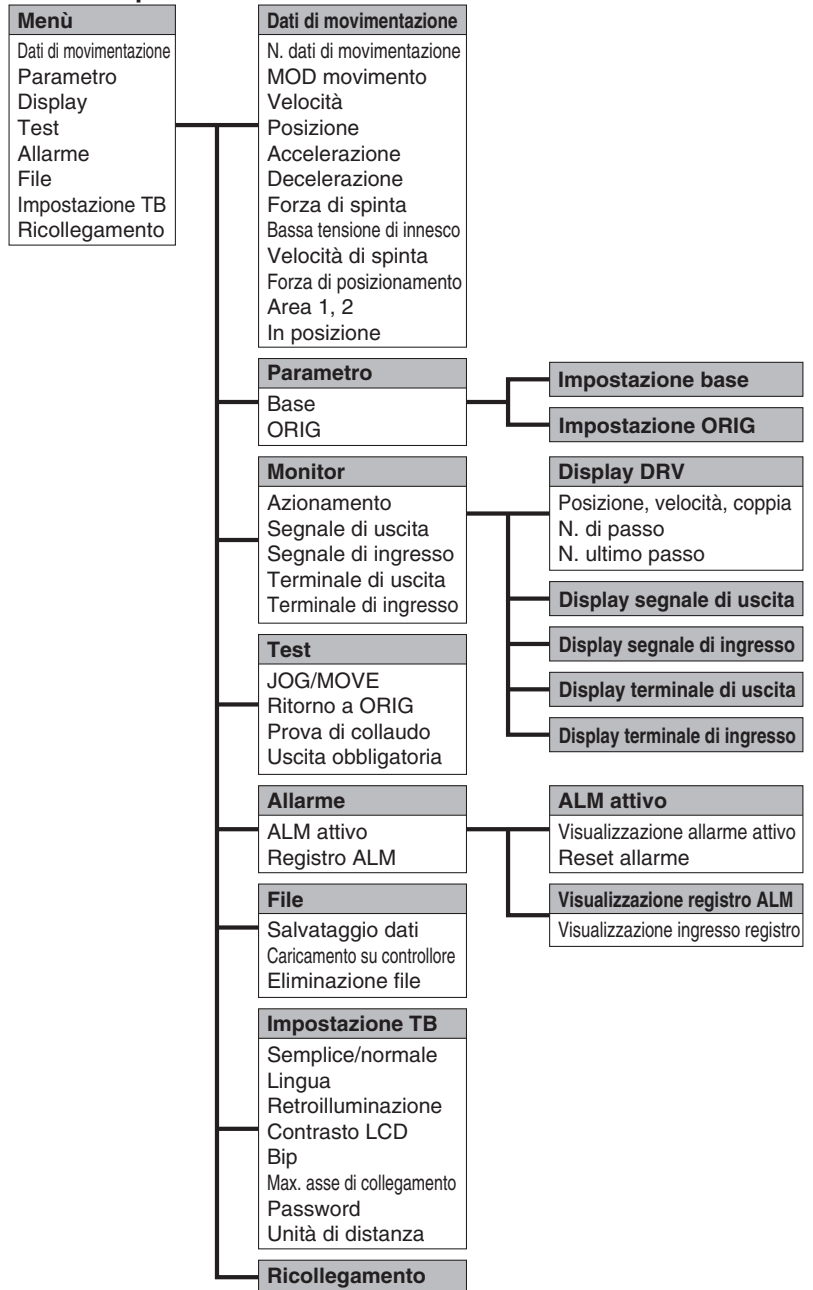 Menù
Dati di movimentazione
Parametro
Display
Test
Allarme
File
Impostazione TB
Ricollegamento
Dati di movimentazione
N. dati di movimentazione
MOD movimento
Velocità
Posizione
Accelerazione
Decelerazione
Forza di spinta
Bassa tensione di innesco
Velocità di spinta
Forza di posizionamento
Area 1, 2
In posizione
Parametro
Base
ORIG
Impostazione base
Impostazione ORIG
Monitor
Azionamento
Segnale di uscita
Segnale di ingresso
Terminale di uscita
Terminale di ingresso
Display DRV
Posizione, velocità, coppia
N. di passo
N. ultimo passo
Display segnale di uscita
Display segnale di ingresso
Display terminale di uscita
Display terminale di ingresso
Test
JOG/MOVE
Ritorno a ORIG
Prova di collaudo
Uscita obbligatoria
Allarme
ALM attivo
Registro ALM
ALM attivo
Visualizzazione allarme attivo
Reset allarme
Visualizzazione registro ALM
Visualizzazione ingresso registro
File
Salvataggio dati
Caricamento su controllore
Eliminazione file
Impostazione TB
Semplice/normale
Lingua
Retroilluminazione
Contrasto LCD
Bip
Max. asse di collegamento
Password
Unità di distanza
Ricollegamento